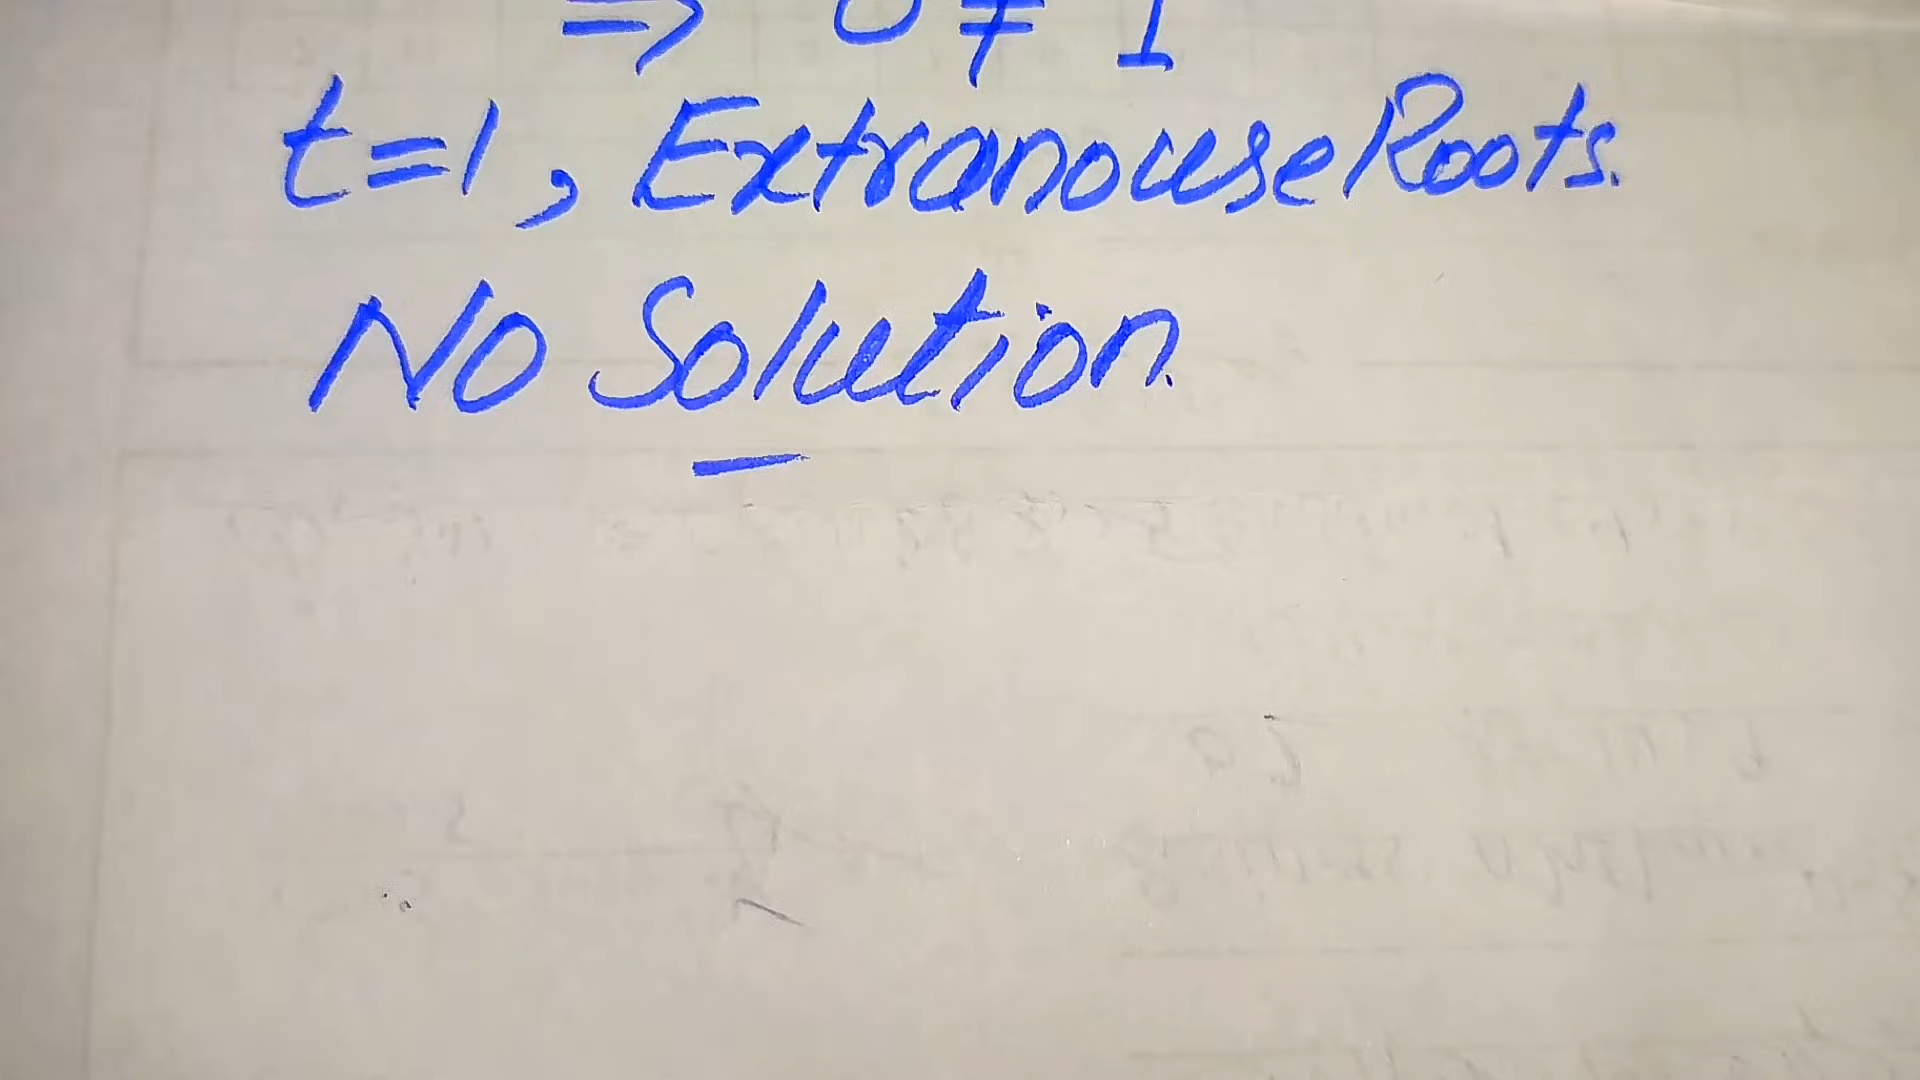 ⇒ 0 ≠ 1
t=1, Extranouse Roots.
No Solution.